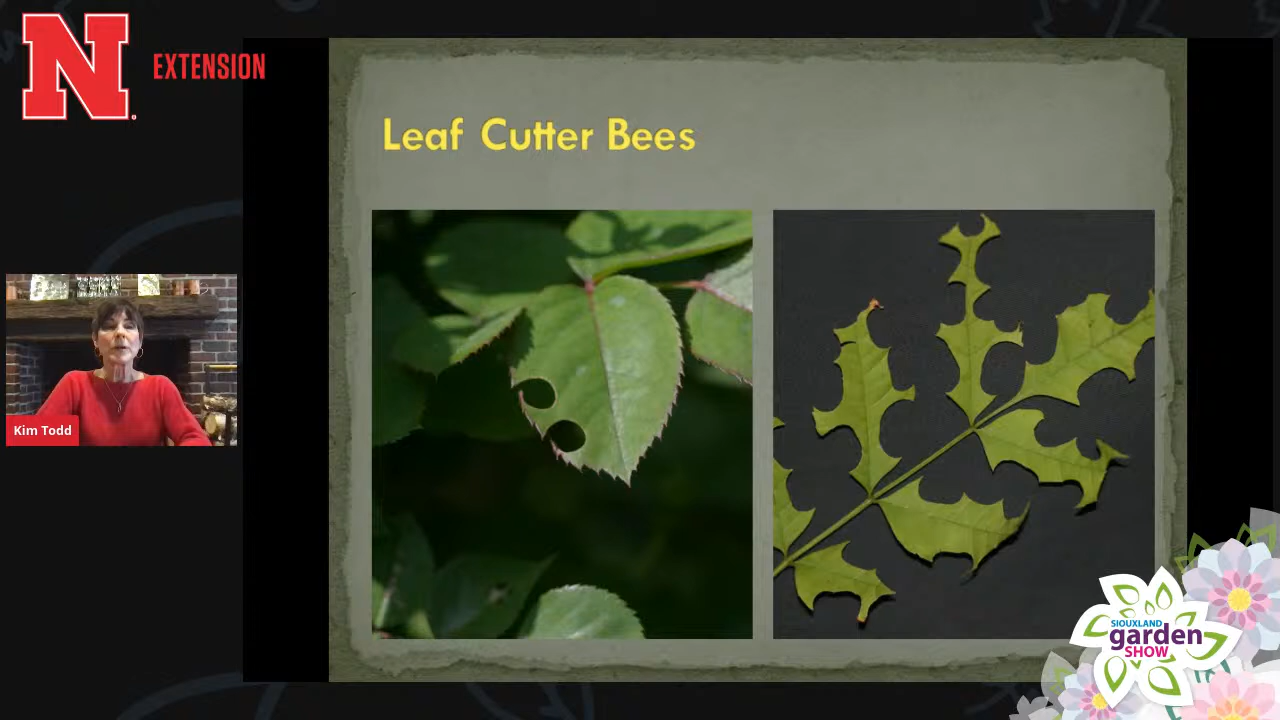 N
EXTENSION
Leaf Cutter Bees
Kim Todd
SIOUXLAND
garden
SHOW